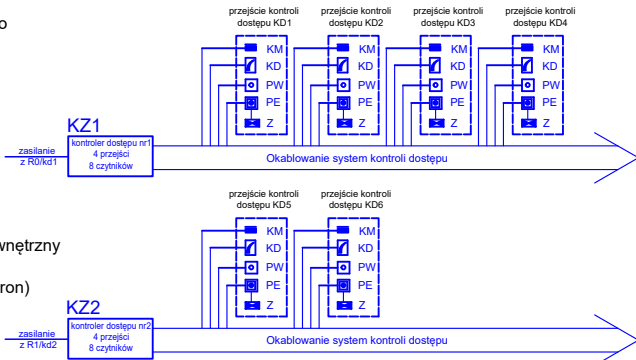 o
przejęcie kontroli
dostępu KD1
przejście kontroli
dostępu KD2
przejście kontroli
dostępu KD3
przejście kontroli
dostępu KD4
KM
KD
PW
PE
Z
KM
KD
PW
PE
Z
KM
KD
PW
PE
Z
KM
KD
PW
PE
Z
KZ1
kontroler dostępu nr1
4 przejści
8 czytników
zasilanie
z R0/kd1
Okablowanie system kontroli dostępu
przejście kontroli
dostępu KD5
przejście kontroli
dostępu KD6
wnętrzny
ron)
KM
KD
PW
PE
Z
KM
KD
PW
PE
Z
KZ2
kontroler dostępu nr2
4 przejści
8 czytników
zasilanie
z R1/kd2
Okablowanie system kontroli dostępu